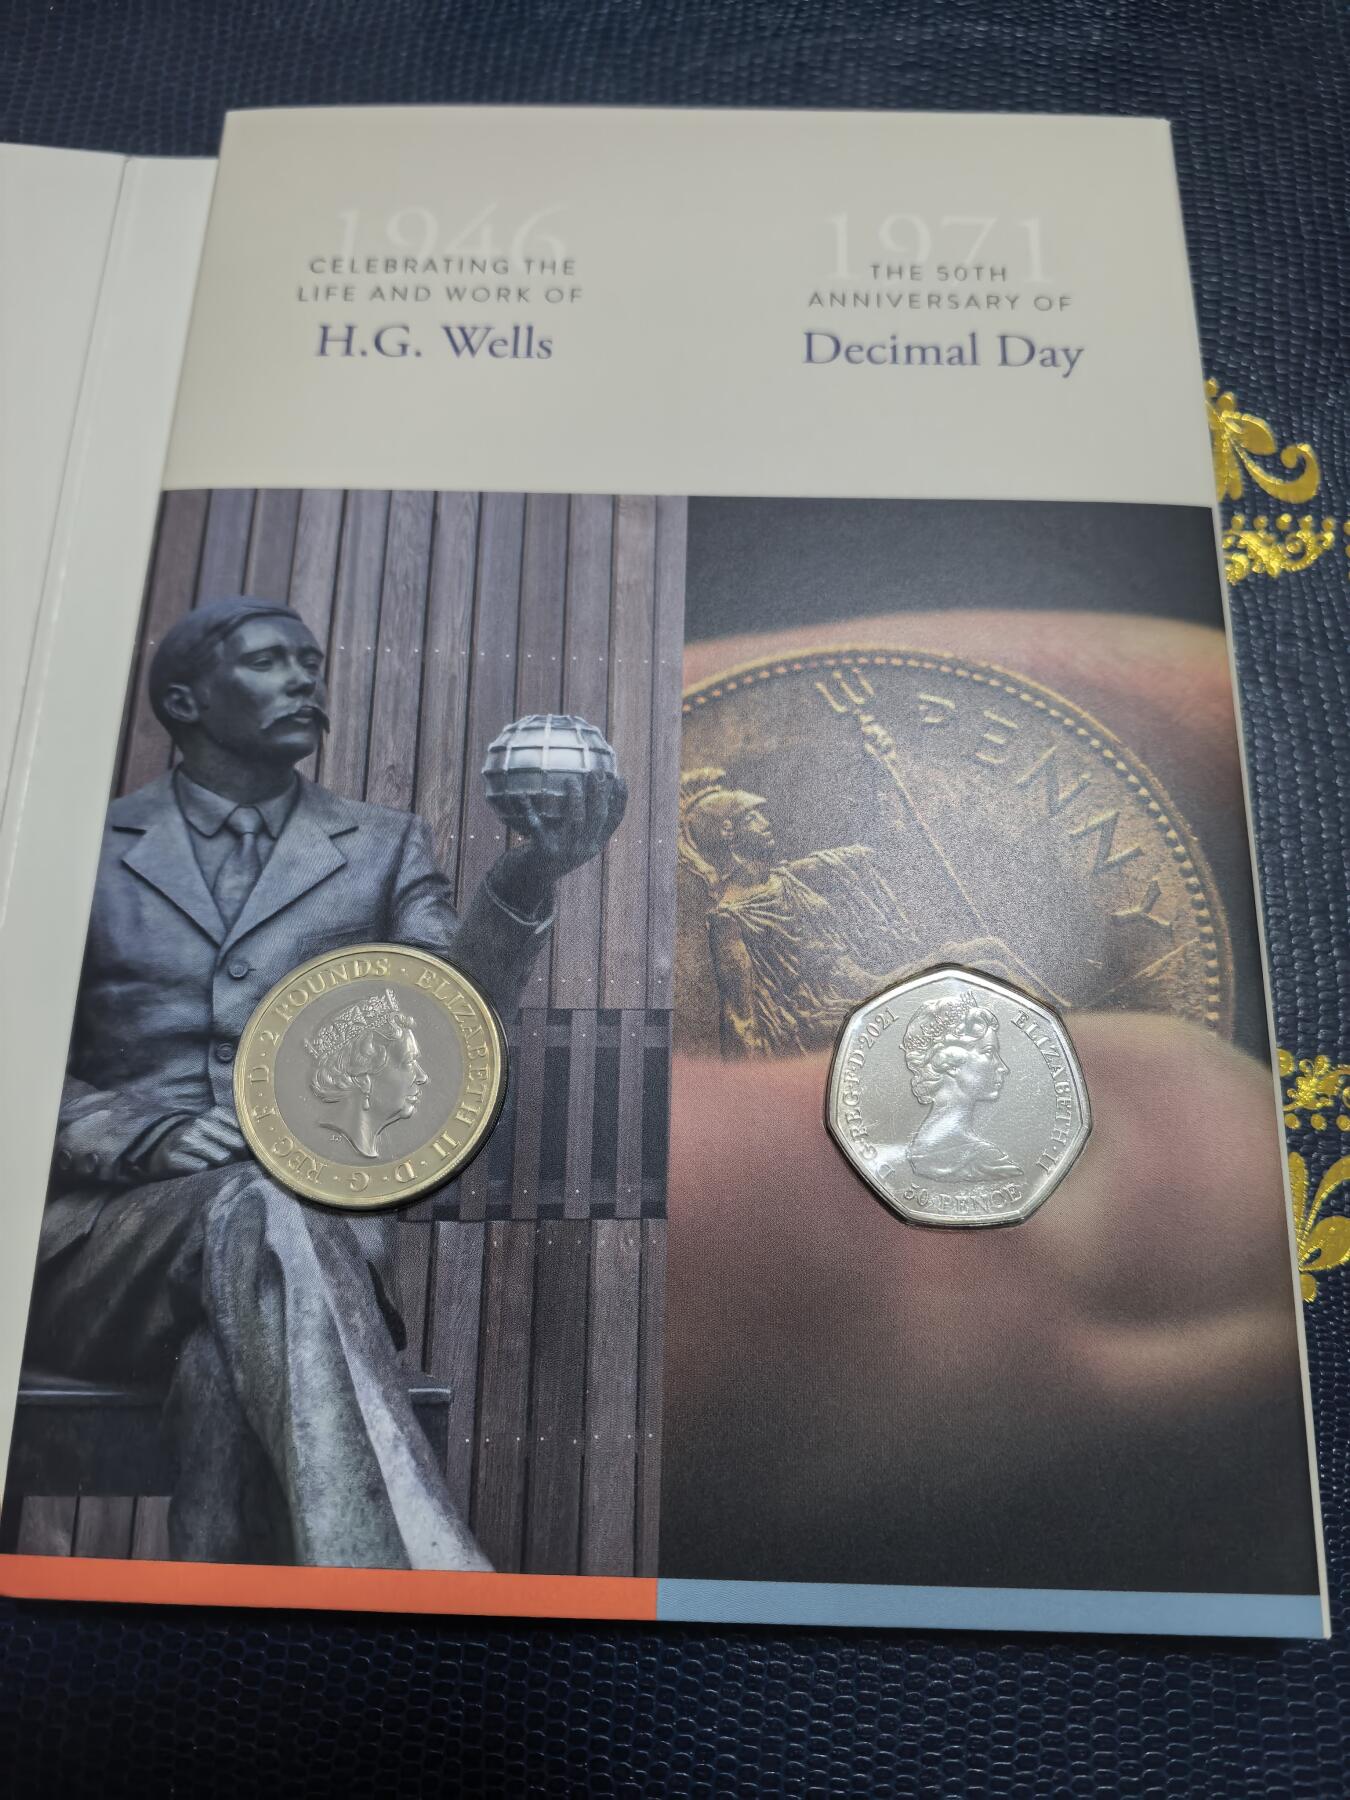 1946
CELEBRATING THE
LIFE AND WORK OF
H.G. Wells
1971
THE 50TH
ANNIVERSARY OF
Decimal Day
E PENNY
ELIZABETH II · D · G · REG · F · D · 2 POUNDS ·
D·G·REG·F·D·2021
ELIZABETH·II·
50 PENCE